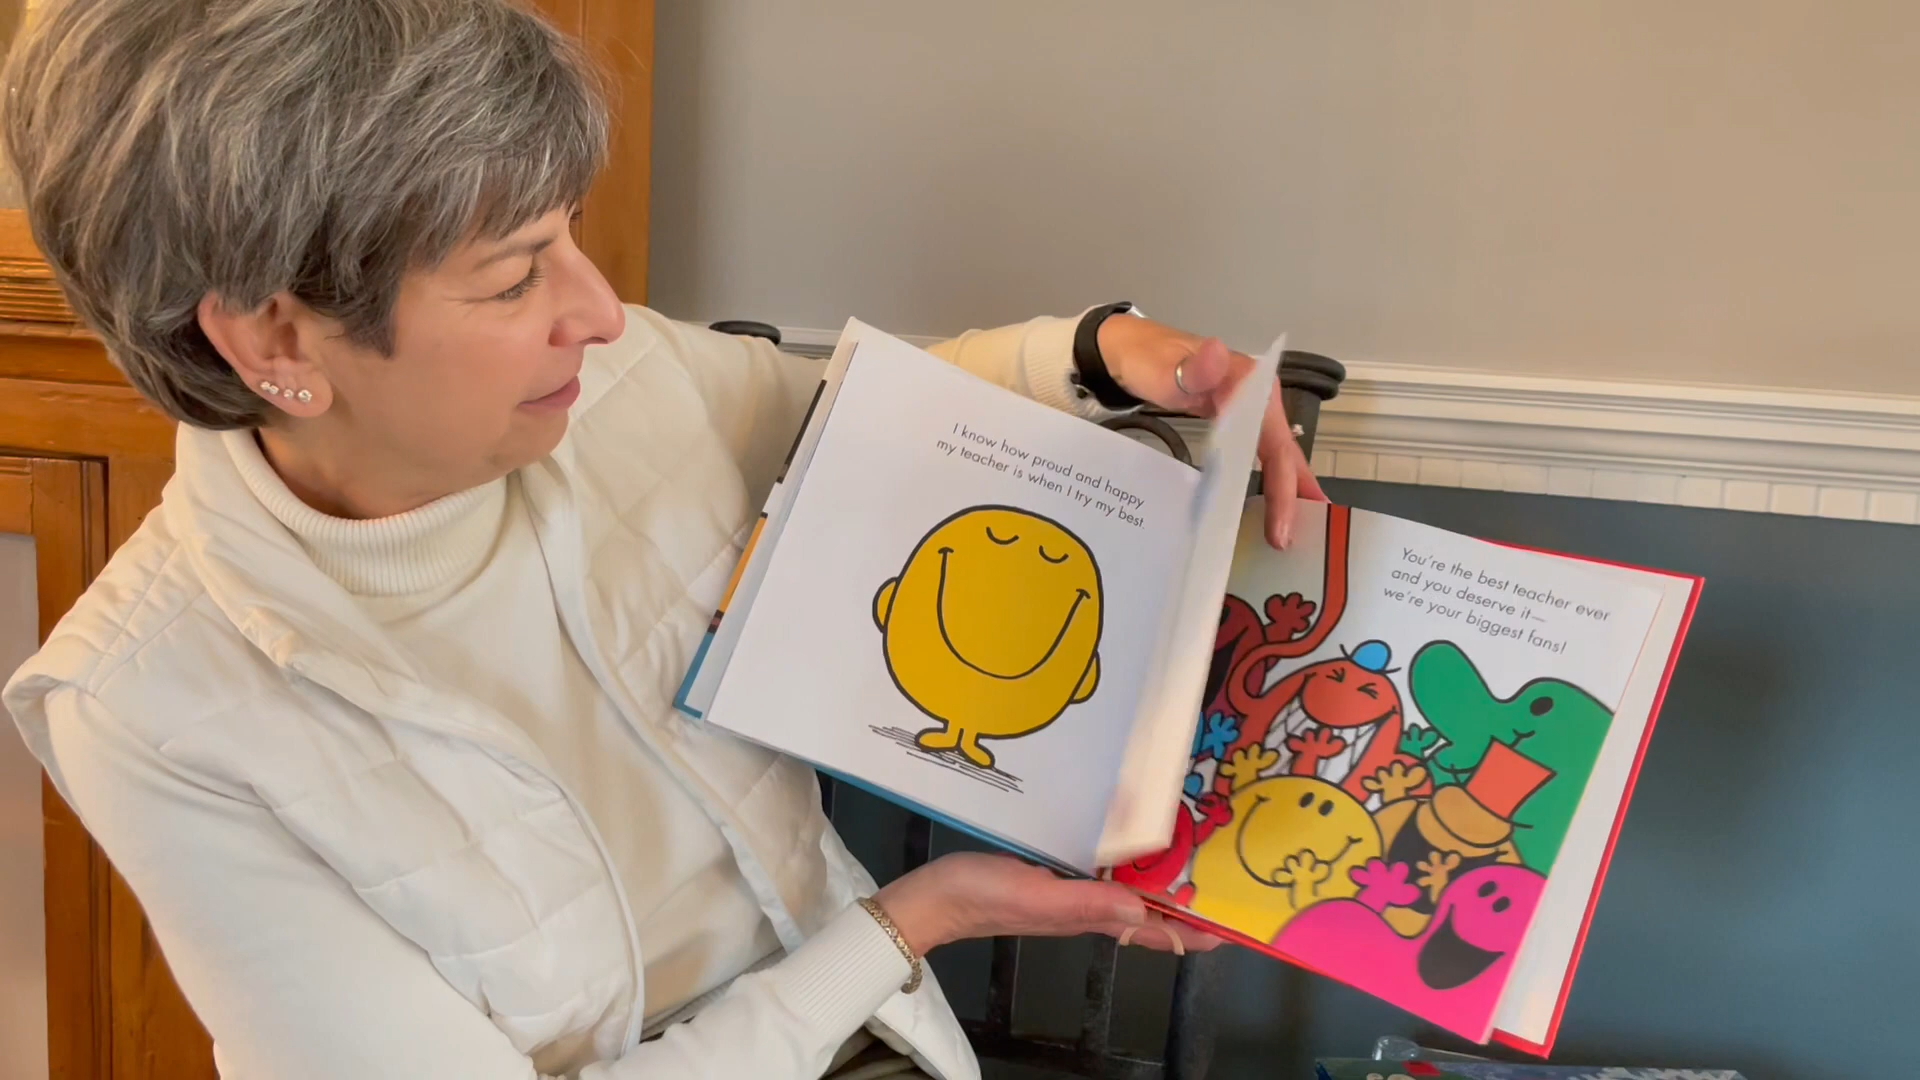 I know how proud and happy
my teacher is when I try my best.
You're the best teacher ever
and you deserve it—
we're your biggest fans!